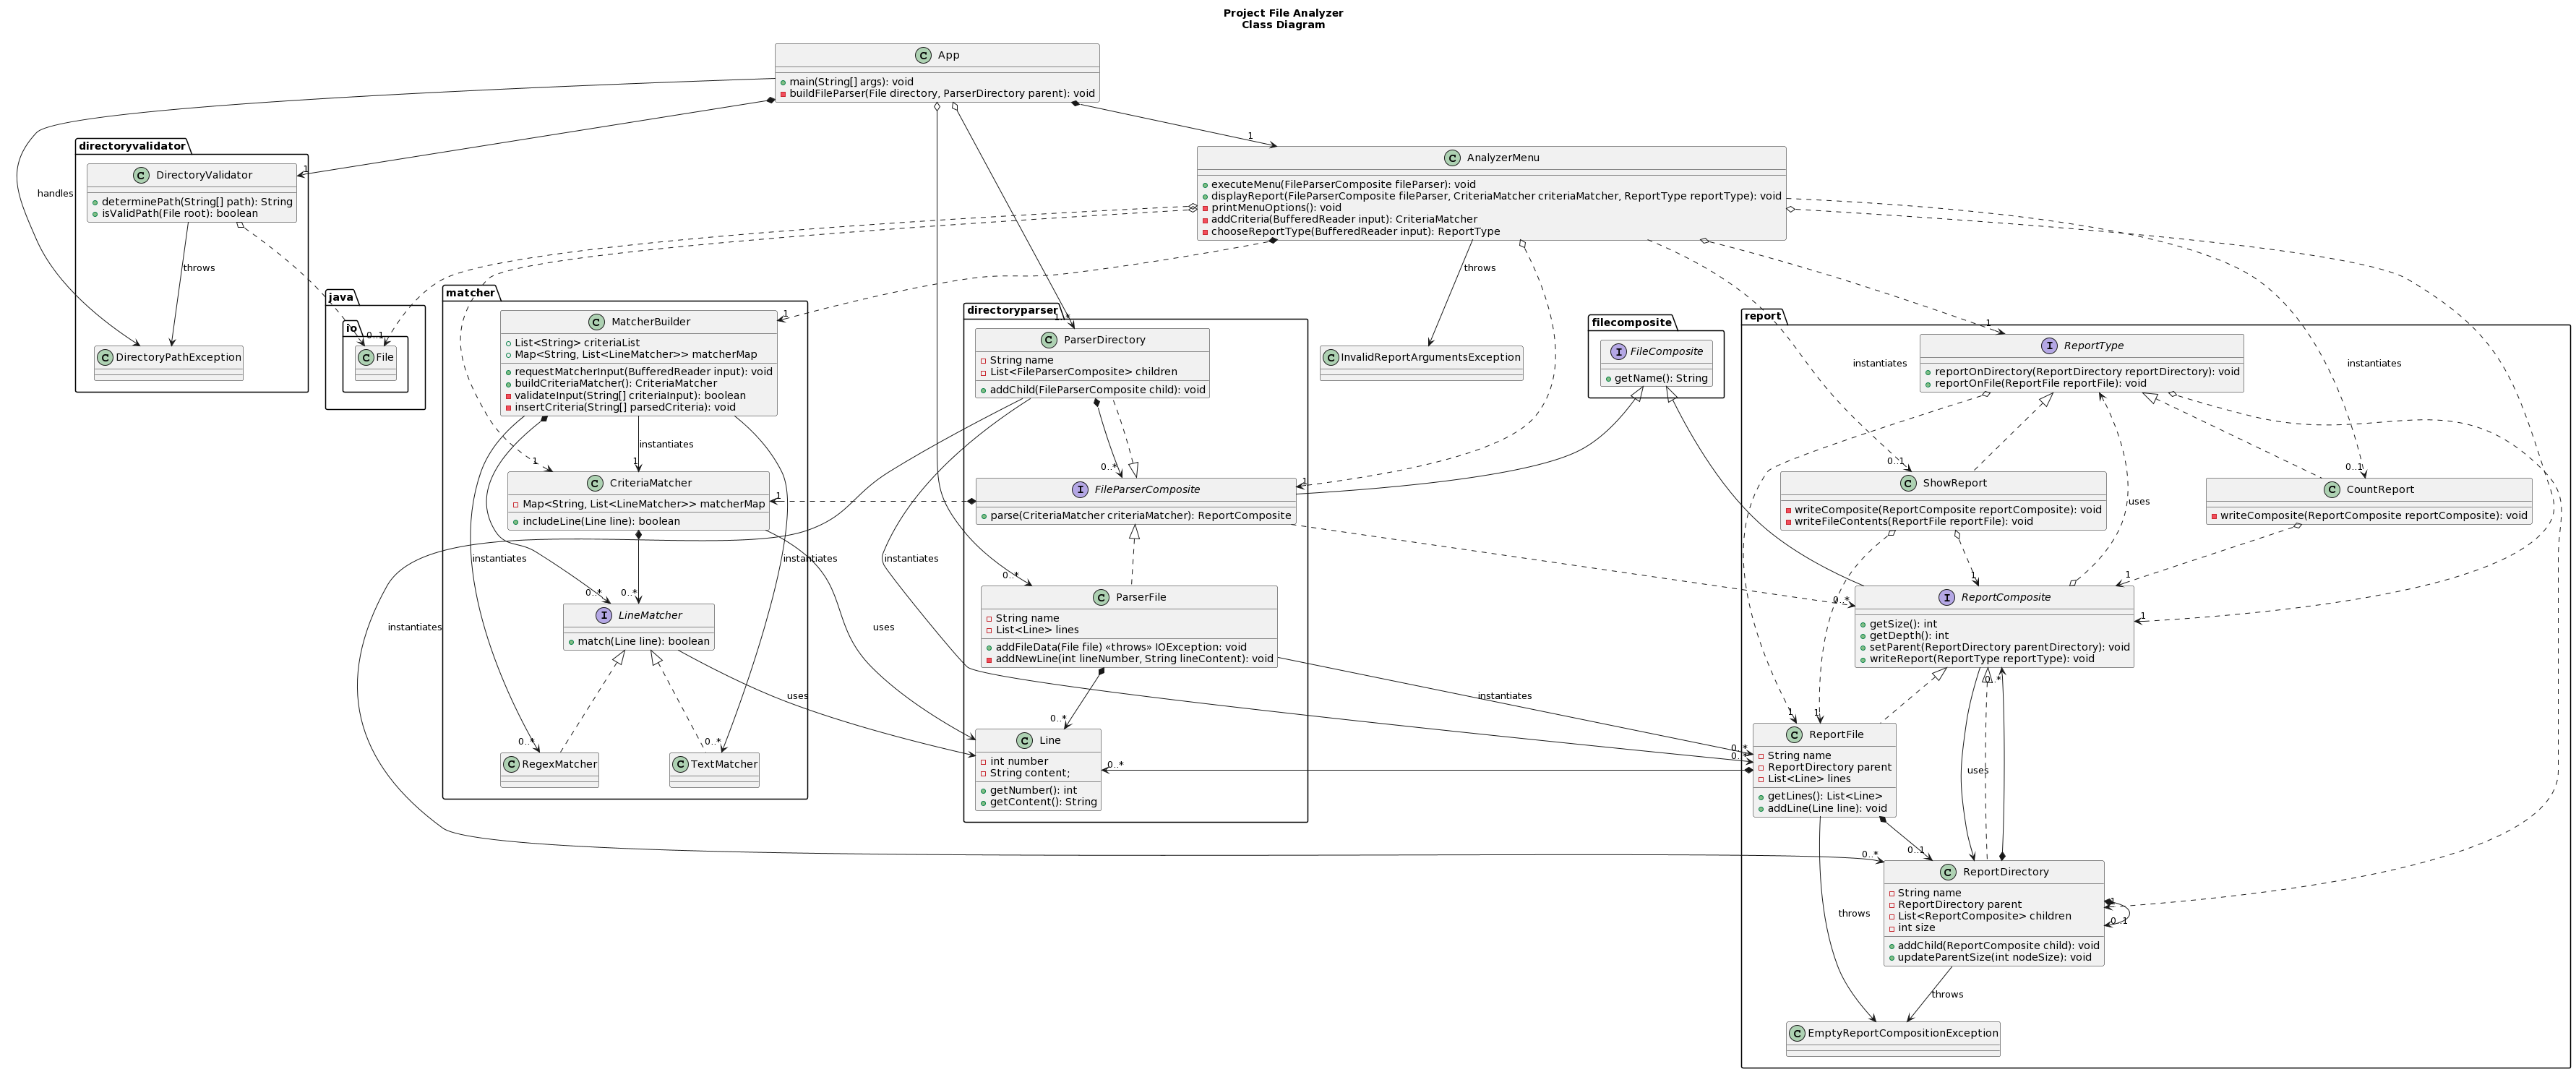 Project File Analyzer
Class Diagram
C App
main(String[] args): void
buildFileParser(File directory, ParserDirectory parent): void
handles
1
1
1..*
0..*
directoryvalidator
C DirectoryValidator
determinePath(String[] path): String
isValidPath(File root): boolean
throws
C DirectoryPathException
java
io
0..1
C File
C AnalyzerMenu
executeMenu(FileParserComposite fileParser): void
displayReport(FileParserComposite fileParser, CriteriaMatcher criteriaMatcher, ReportType reportType): void
printMenuOptions(): void
addCriteria(BufferedReader input): CriteriaMatcher
chooseReportType(BufferedReader input): ReportType
throws
C InvalidReportArgumentsException
matcher
C MatcherBuilder
List<String> criteriaList
Map<String, List<LineMatcher>> matcherMap
requestMatcherInput(BufferedReader input): void
buildCriteriaMatcher(): CriteriaMatcher
validateInput(String[] criteriaInput): boolean
insertCriteria(String[] parsedCriteria): void
1
instantiates
1
1
C CriteriaMatcher
Map<String, List<LineMatcher>> matcherMap
includeLine(Line line): boolean
1
instantiates
instantiates
0..*
0..*
I LineMatcher
match(Line line): boolean
uses
uses
0..*
0..*
C RegexMatcher
C TextMatcher
directoryparser
C ParserDirectory
String name
List<FileParserComposite> children
addChild(FileParserComposite child): void
0..*
I FileParserComposite
parse(CriteriaMatcher criteriaMatcher): ReportComposite
1
instantiates
instantiates
C ParserFile
String name
List<Line> lines
addFileData(File file) «throws» IOException: void
addNewLine(int lineNumber, String lineContent): void
0..*
instantiates
C Line
int number
String content;
getNumber(): int
getContent(): String
0..*
filecomposite
I FileComposite
getName(): String
report
1
I ReportType
reportOnDirectory(ReportDirectory reportDirectory): void
reportOnFile(ReportFile reportFile): void
instantiates
instantiates
0..1
0..1
C ShowReport
writeComposite(ReportComposite reportComposite): void
writeFileContents(ReportFile reportFile): void
uses
C CountReport
writeComposite(ReportComposite reportComposite): void
1
1
0..*
I ReportComposite
getSize(): int
getDepth(): int
setParent(ReportDirectory parentDirectory): void
writeReport(ReportType reportType): void
1
0..*
1
1
0..*
0..*
C ReportFile
String name
ReportDirectory parent
List<Line> lines
getLines(): List<Line>
addLine(Line line): void
uses
0..1
0..*
C ReportDirectory
String name
ReportDirectory parent
List<ReportComposite> children
int size
addChild(ReportComposite child): void
updateParentSize(int nodeSize): void
1
0..1
throws
throws
C EmptyReportCompositionException